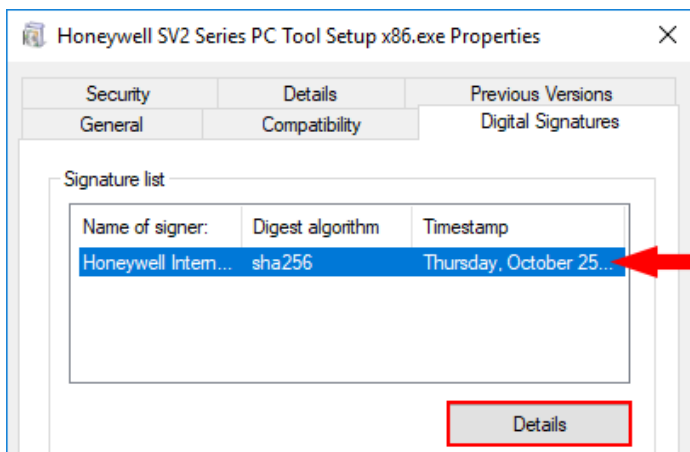 Honeywell SV2 Series PC Tool Setup x86.exe Properties
Security Details Previous Versions
General Compatibility Digital Signatures
Signature list
Name of signer: Digest algorithm Timestamp
Honeywell Intern... sha256 Thursday, October 25...
Details